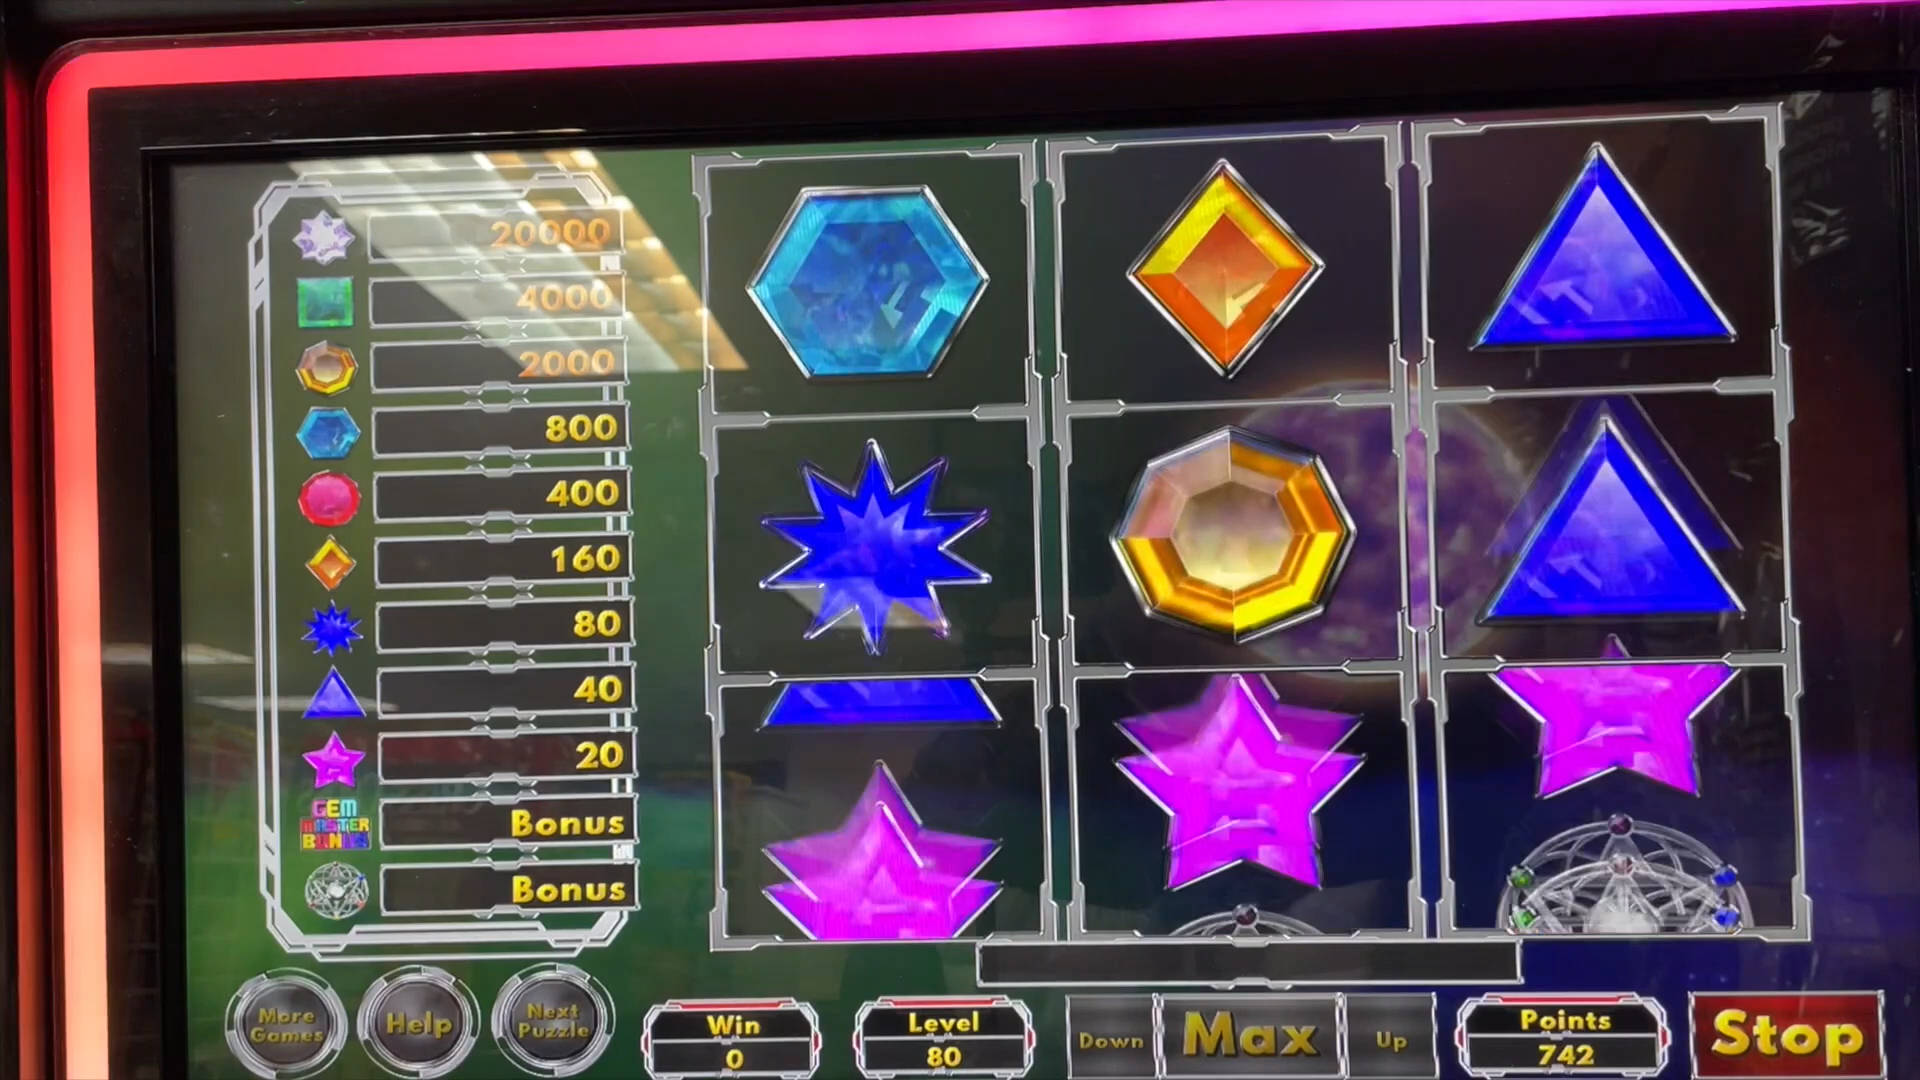 20000
4000
2000
800
400
160
80
40
20
GEM
MASTER
BONUS
Bonus
Bonus
More
Games
Help
Next
Puzzle
Win
0
Level
80
Down
Max
Up
Points
742
Stop